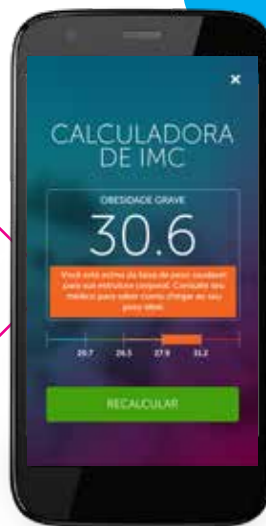 ×
CALCULADORA
DE IMC
OBESIDADE GRAVE
30.6
Você está acima da faixa de peso saudável
para sua estrutura corporal. Consulte seu
médico para saber como chegar ao seu
peso ideal.
20.7 26.5 27.9 31.2
RECALCULAR